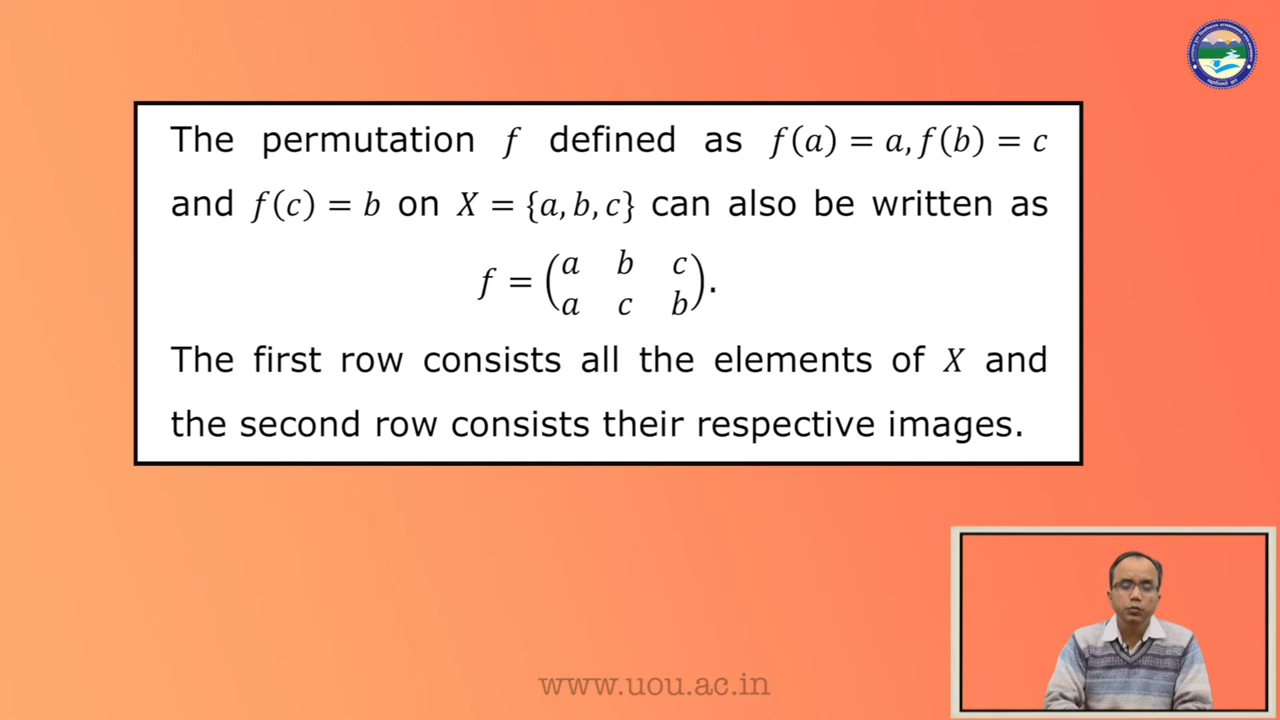 The permutation f defined as f(a) = a, f(b) = c
and f(c) = b on X = {a, b, c} can also be written as
f = (a b c
a c b).
The first row consists all the elements of X and
the second row consists their respective images.
www.uou.ac.in